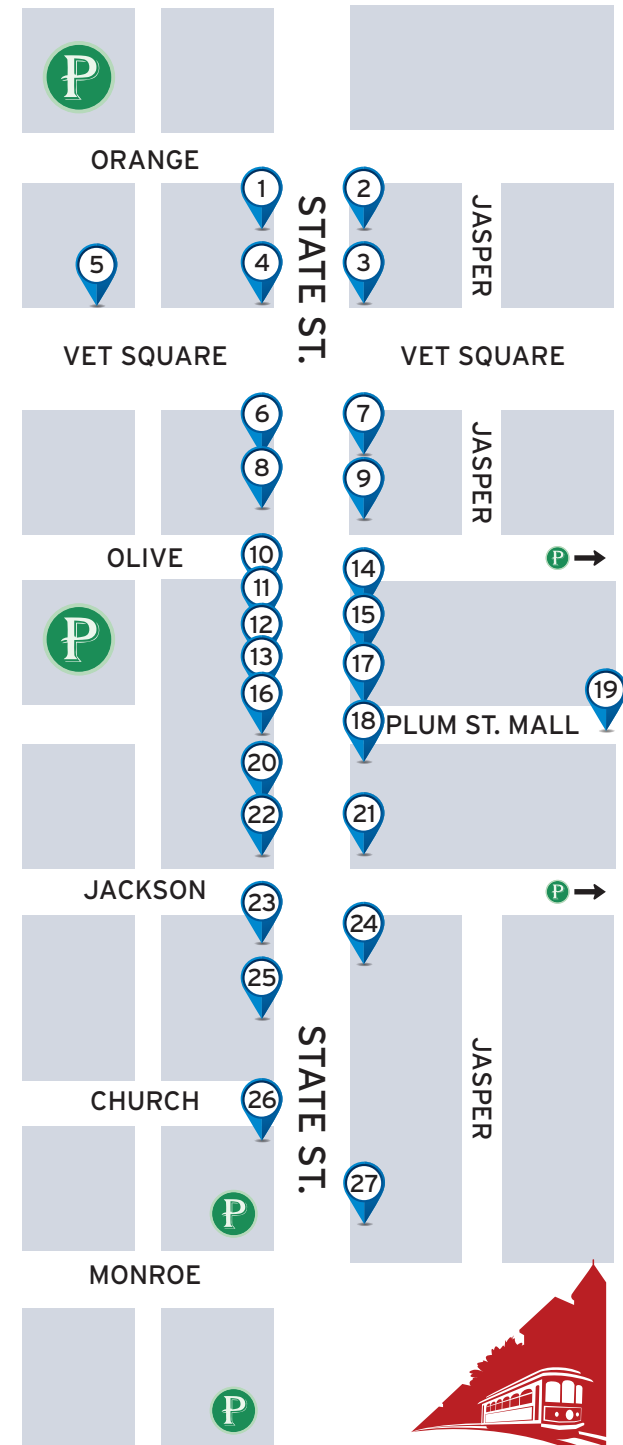 P
ORANGE
1
2
STATE ST.
JASPER
5
4
3
VET SQUARE
VET SQUARE
6
7
JASPER
8
9
OLIVE
10
14
P
11
12
15
P
13
17
16
19
18
PLUM ST. MALL
20
22
21
JACKSON
23
P
24
25
STATE ST.
JASPER
CHURCH
26
27
P
MONROE
P